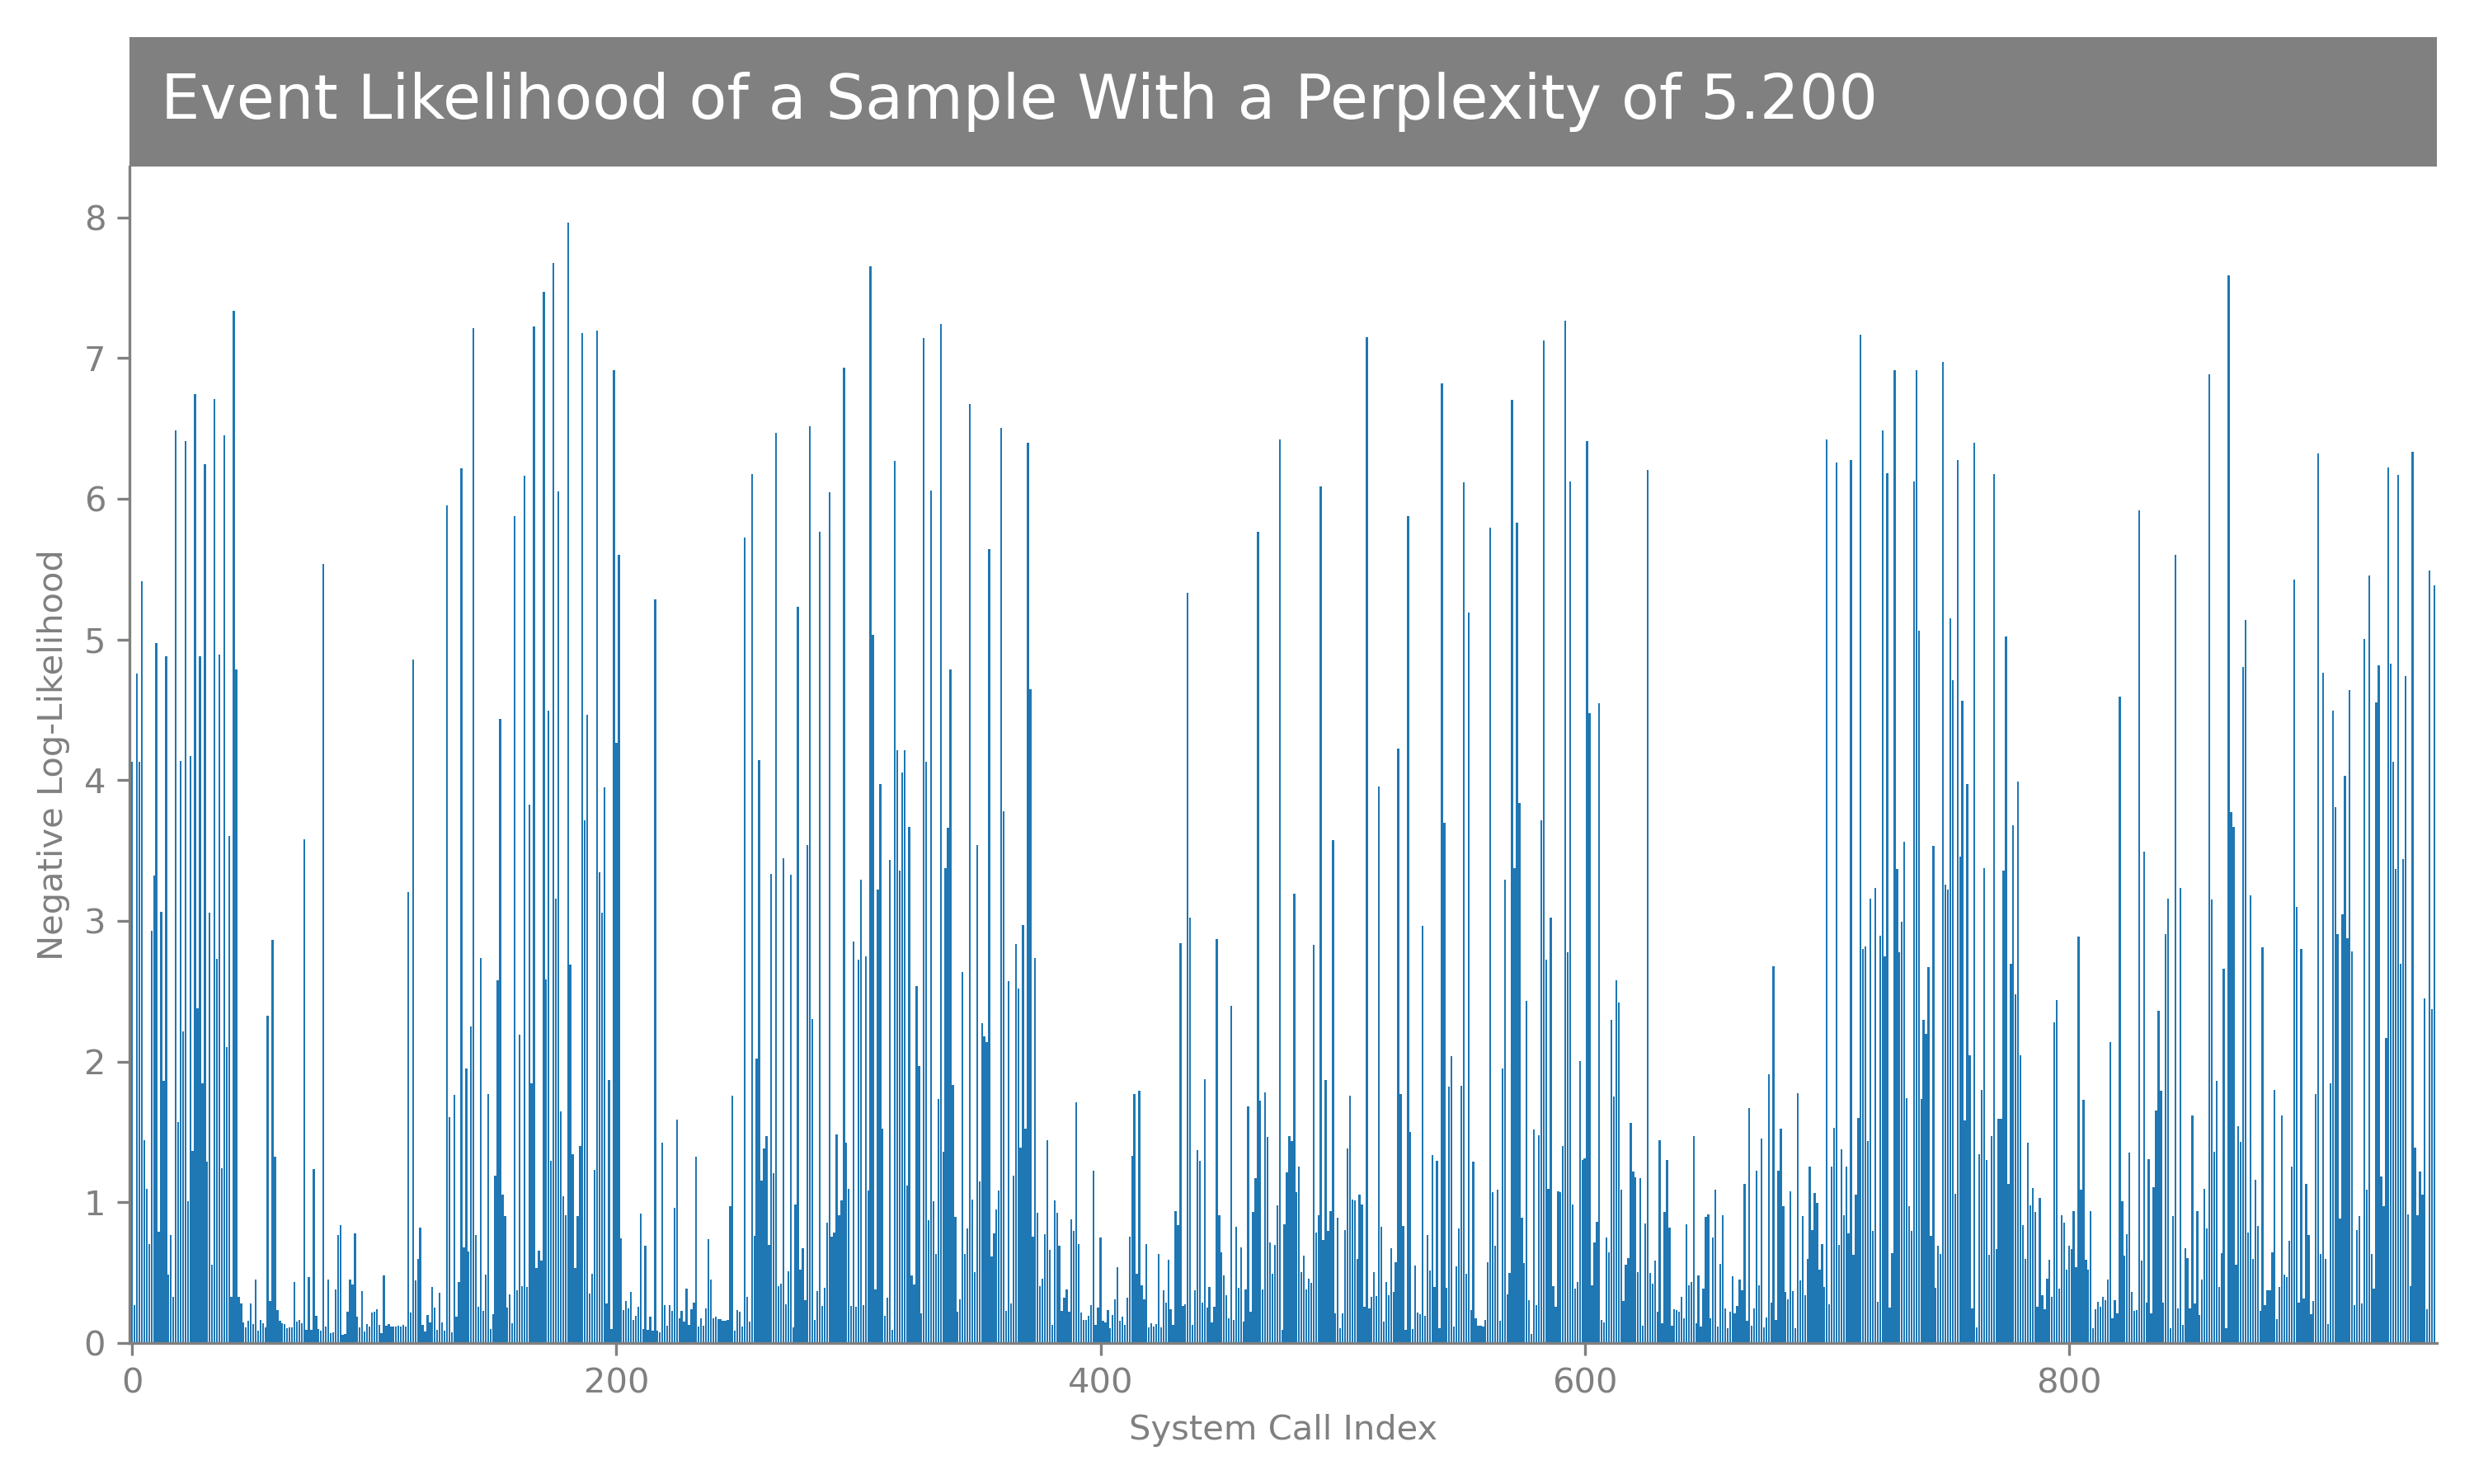 Event Likelihood of a Sample With a Perplexity of 5.200
8
7
6
5
4
3
2
1
0
Negative Log-Likelihood
0 200 400 600 800
System Call Index